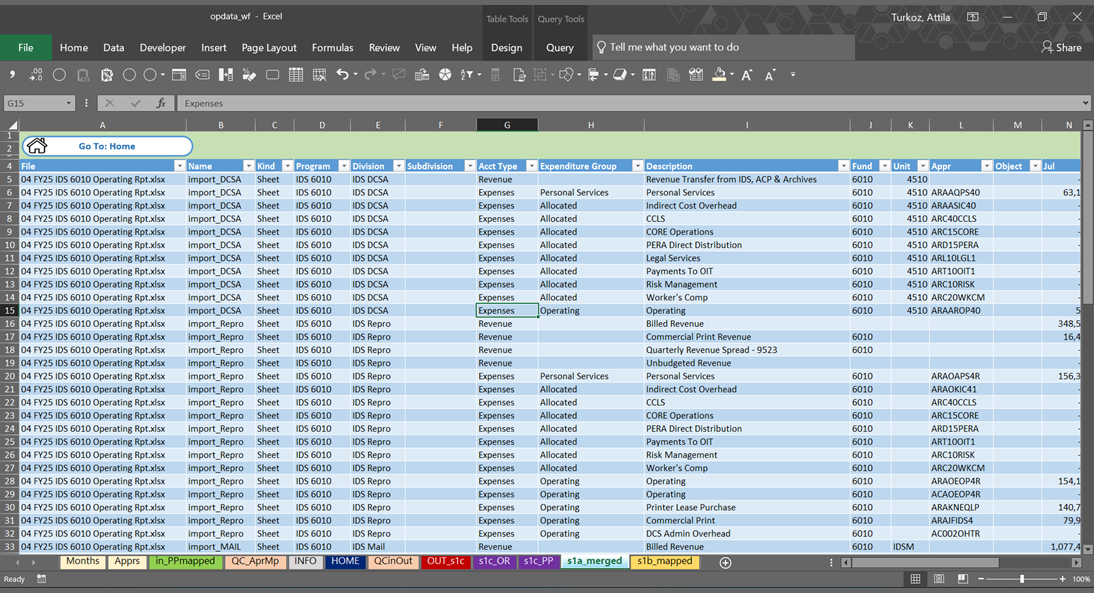 opdata_wf - Excel
Table Tools Query Tools
Turkoz, Attila
File Home Data Developer Insert Page Layout Formulas Review View Help Design Query Tell me what you want to do Share
G15 fx Expenses
A B C D E F G H I J K L M N
1
2 Go To: Home
4 File Name Kind Program Division Subdivision Acct Type Expenditure Group Description Fund Unit Appr Object Jul
5 04 FY25 IDS 6010 Operating Rpt.xlsx import_DCSA Sheet IDS 6010 IDS DCSA Revenue Revenue Transfer from IDS, ACP & Archives 6010 4510 -
6 04 FY25 IDS 6010 Operating Rpt.xlsx import_DCSA Sheet IDS 6010 IDS DCSA Expenses Personal Services Personal Services 6010 4510 ARAAQPS40 63,1
7 04 FY25 IDS 6010 Operating Rpt.xlsx import_DCSA Sheet IDS 6010 IDS DCSA Expenses Allocated Indirect Cost Overhead 6010 4510 ARAASIC40 -
8 04 FY25 IDS 6010 Operating Rpt.xlsx import_DCSA Sheet IDS 6010 IDS DCSA Expenses Allocated CCLS 6010 4510 ARC40CCLS -
9 04 FY25 IDS 6010 Operating Rpt.xlsx import_DCSA Sheet IDS 6010 IDS DCSA Expenses Allocated CORE Operations 6010 4510 ARC15CORE -
10 04 FY25 IDS 6010 Operating Rpt.xlsx import_DCSA Sheet IDS 6010 IDS DCSA Expenses Allocated PERA Direct Distribution 6010 4510 ARD15PERA -
11 04 FY25 IDS 6010 Operating Rpt.xlsx import_DCSA Sheet IDS 6010 IDS DCSA Expenses Allocated Legal Services 6010 4510 ARL10LGL1 -
12 04 FY25 IDS 6010 Operating Rpt.xlsx import_DCSA Sheet IDS 6010 IDS DCSA Expenses Allocated Payments To OIT 6010 4510 ART10OIT1 -
13 04 FY25 IDS 6010 Operating Rpt.xlsx import_DCSA Sheet IDS 6010 IDS DCSA Expenses Allocated Risk Management 6010 4510 ARC10RISK -
14 04 FY25 IDS 6010 Operating Rpt.xlsx import_DCSA Sheet IDS 6010 IDS DCSA Expenses Allocated Worker's Comp 6010 4510 ARC20WKCM -
15 04 FY25 IDS 6010 Operating Rpt.xlsx import_DCSA Sheet IDS 6010 IDS DCSA Expenses Operating Operating 6010 4510 ARAAROP40 5
16 04 FY25 IDS 6010 Operating Rpt.xlsx import_Repro Sheet IDS 6010 IDS Repro Revenue Billed Revenue 348,5
17 04 FY25 IDS 6010 Operating Rpt.xlsx import_Repro Sheet IDS 6010 IDS Repro Revenue Commercial Print Revenue 6010 16,4
18 04 FY25 IDS 6010 Operating Rpt.xlsx import_Repro Sheet IDS 6010 IDS Repro Revenue Quarterly Revenue Spread - 9523 6010 -
19 04 FY25 IDS 6010 Operating Rpt.xlsx import_Repro Sheet IDS 6010 IDS Repro Revenue Unbudgeted Revenue -
20 04 FY25 IDS 6010 Operating Rpt.xlsx import_Repro Sheet IDS 6010 IDS Repro Expenses Personal Services Personal Services 6010 ARAOAPS4R 156,3
21 04 FY25 IDS 6010 Operating Rpt.xlsx import_Repro Sheet IDS 6010 IDS Repro Expenses Allocated Indirect Cost Overhead 6010 ARAOKIC41 -
22 04 FY25 IDS 6010 Operating Rpt.xlsx import_Repro Sheet IDS 6010 IDS Repro Expenses Allocated CCLS 6010 ARC40CCLS -
23 04 FY25 IDS 6010 Operating Rpt.xlsx import_Repro Sheet IDS 6010 IDS Repro Expenses Allocated CORE Operations 6010 ARC15CORE -
24 04 FY25 IDS 6010 Operating Rpt.xlsx import_Repro Sheet IDS 6010 IDS Repro Expenses Allocated PERA Direct Distribution 6010 ARD15PERA -
25 04 FY25 IDS 6010 Operating Rpt.xlsx import_Repro Sheet IDS 6010 IDS Repro Expenses Allocated Payments To OIT 6010 ART10OIT1 -
26 04 FY25 IDS 6010 Operating Rpt.xlsx import_Repro Sheet IDS 6010 IDS Repro Expenses Allocated Risk Management 6010 ARC10RISK -
27 04 FY25 IDS 6010 Operating Rpt.xlsx import_Repro Sheet IDS 6010 IDS Repro Expenses Allocated Worker's Comp 6010 ARC20WKCM -
28 04 FY25 IDS 6010 Operating Rpt.xlsx import_Repro Sheet IDS 6010 IDS Repro Expenses Operating Operating 6010 ARAOEOP4R 154,1
29 04 FY25 IDS 6010 Operating Rpt.xlsx import_Repro Sheet IDS 6010 IDS Repro Expenses Operating Operating 6010 ACAOEOP4R -
30 04 FY25 IDS 6010 Operating Rpt.xlsx import_Repro Sheet IDS 6010 IDS Repro Expenses Operating Printer Lease Purchase 6010 ARAKNEQLP 140,7
31 04 FY25 IDS 6010 Operating Rpt.xlsx import_Repro Sheet IDS 6010 IDS Repro Expenses Operating Commercial Print 6010 ARAJFIDS4 79,9
32 04 FY25 IDS 6010 Operating Rpt.xlsx import_Repro Sheet IDS 6010 IDS Repro Expenses Operating DCS Admin Overhead 6010 AC002OHTR -
33 04 FY25 IDS 6010 Operating Rpt.xlsx import_MAIL Sheet IDS 6010 IDS Mail Revenue Billed Revenue 6010 IDSM 1,077,4
Months Apprs in_PPmapped QC_AprMp INFO HOME QCinOut OUT_s1c s1c_OR s1c_PP s1a_merged s1b_mapped
Ready 100%